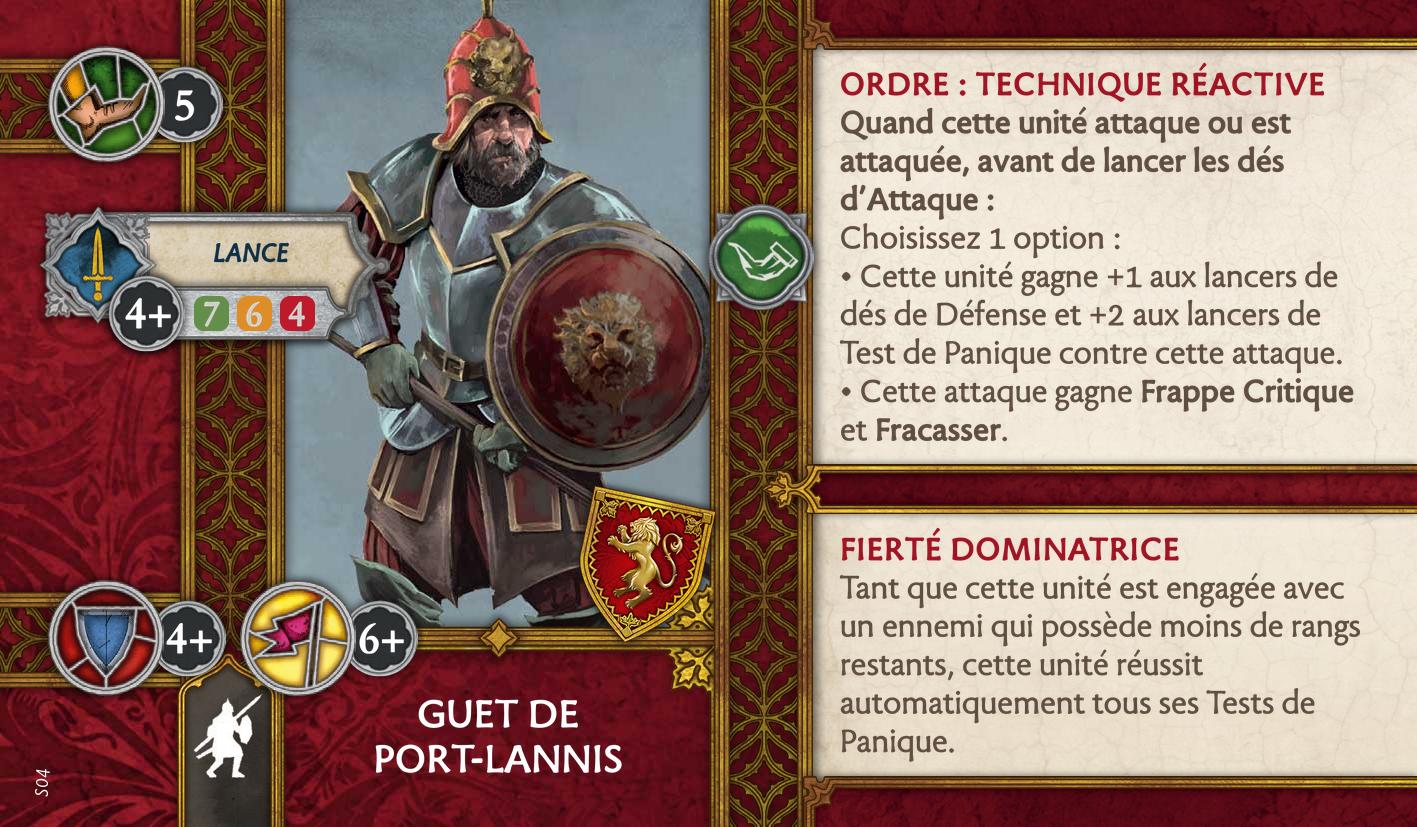 5
LANCE
4+ 7 6 4
4+
6+
GUET DE
PORT-LANNIS
S04
ORDRE : TECHNIQUE RÉACTIVE
Quand cette unité attaque ou est
attaquée, avant de lancer les dés
d'Attaque :
Choisissez 1 option :
• Cette unité gagne +1 aux lancers de
dés de Défense et +2 aux lancers de
Test de Panique contre cette attaque.
• Cette attaque gagne Frappe Critique
et Fracasser.
FIERTÉ DOMINATRICE
Tant que cette unité est engagée avec
un ennemi qui possède moins de rangs
restants, cette unité réussit
automatiquement tous ses Tests de
Panique.